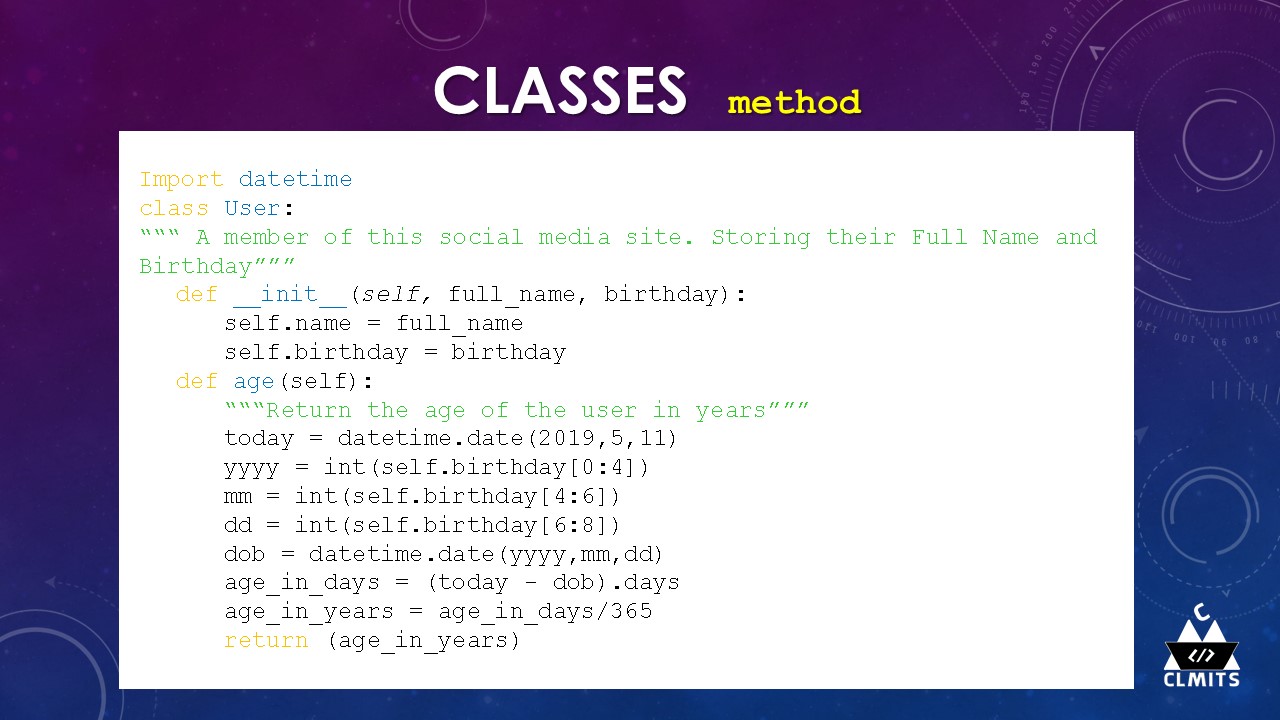 CLASSES method
Import datetime
class User:
“““ A member of this social media site. Storing their Full Name and
Birthday”””
def __init__(self, full_name, birthday):
self.name = full_name
self.birthday = birthday
def age(self):
“““Return the age of the user in years”””
today = datetime.date(2019,5,11)
yyyy = int(self.birthday[0:4])
mm = int(self.birthday[4:6])
dd = int(self.birthday[6:8])
dob = datetime.date(yyyy,mm,dd)
age_in_days = (today - dob).days
age_in_years = age_in_days/365
return (age_in_years)
C
</>
CLMITS